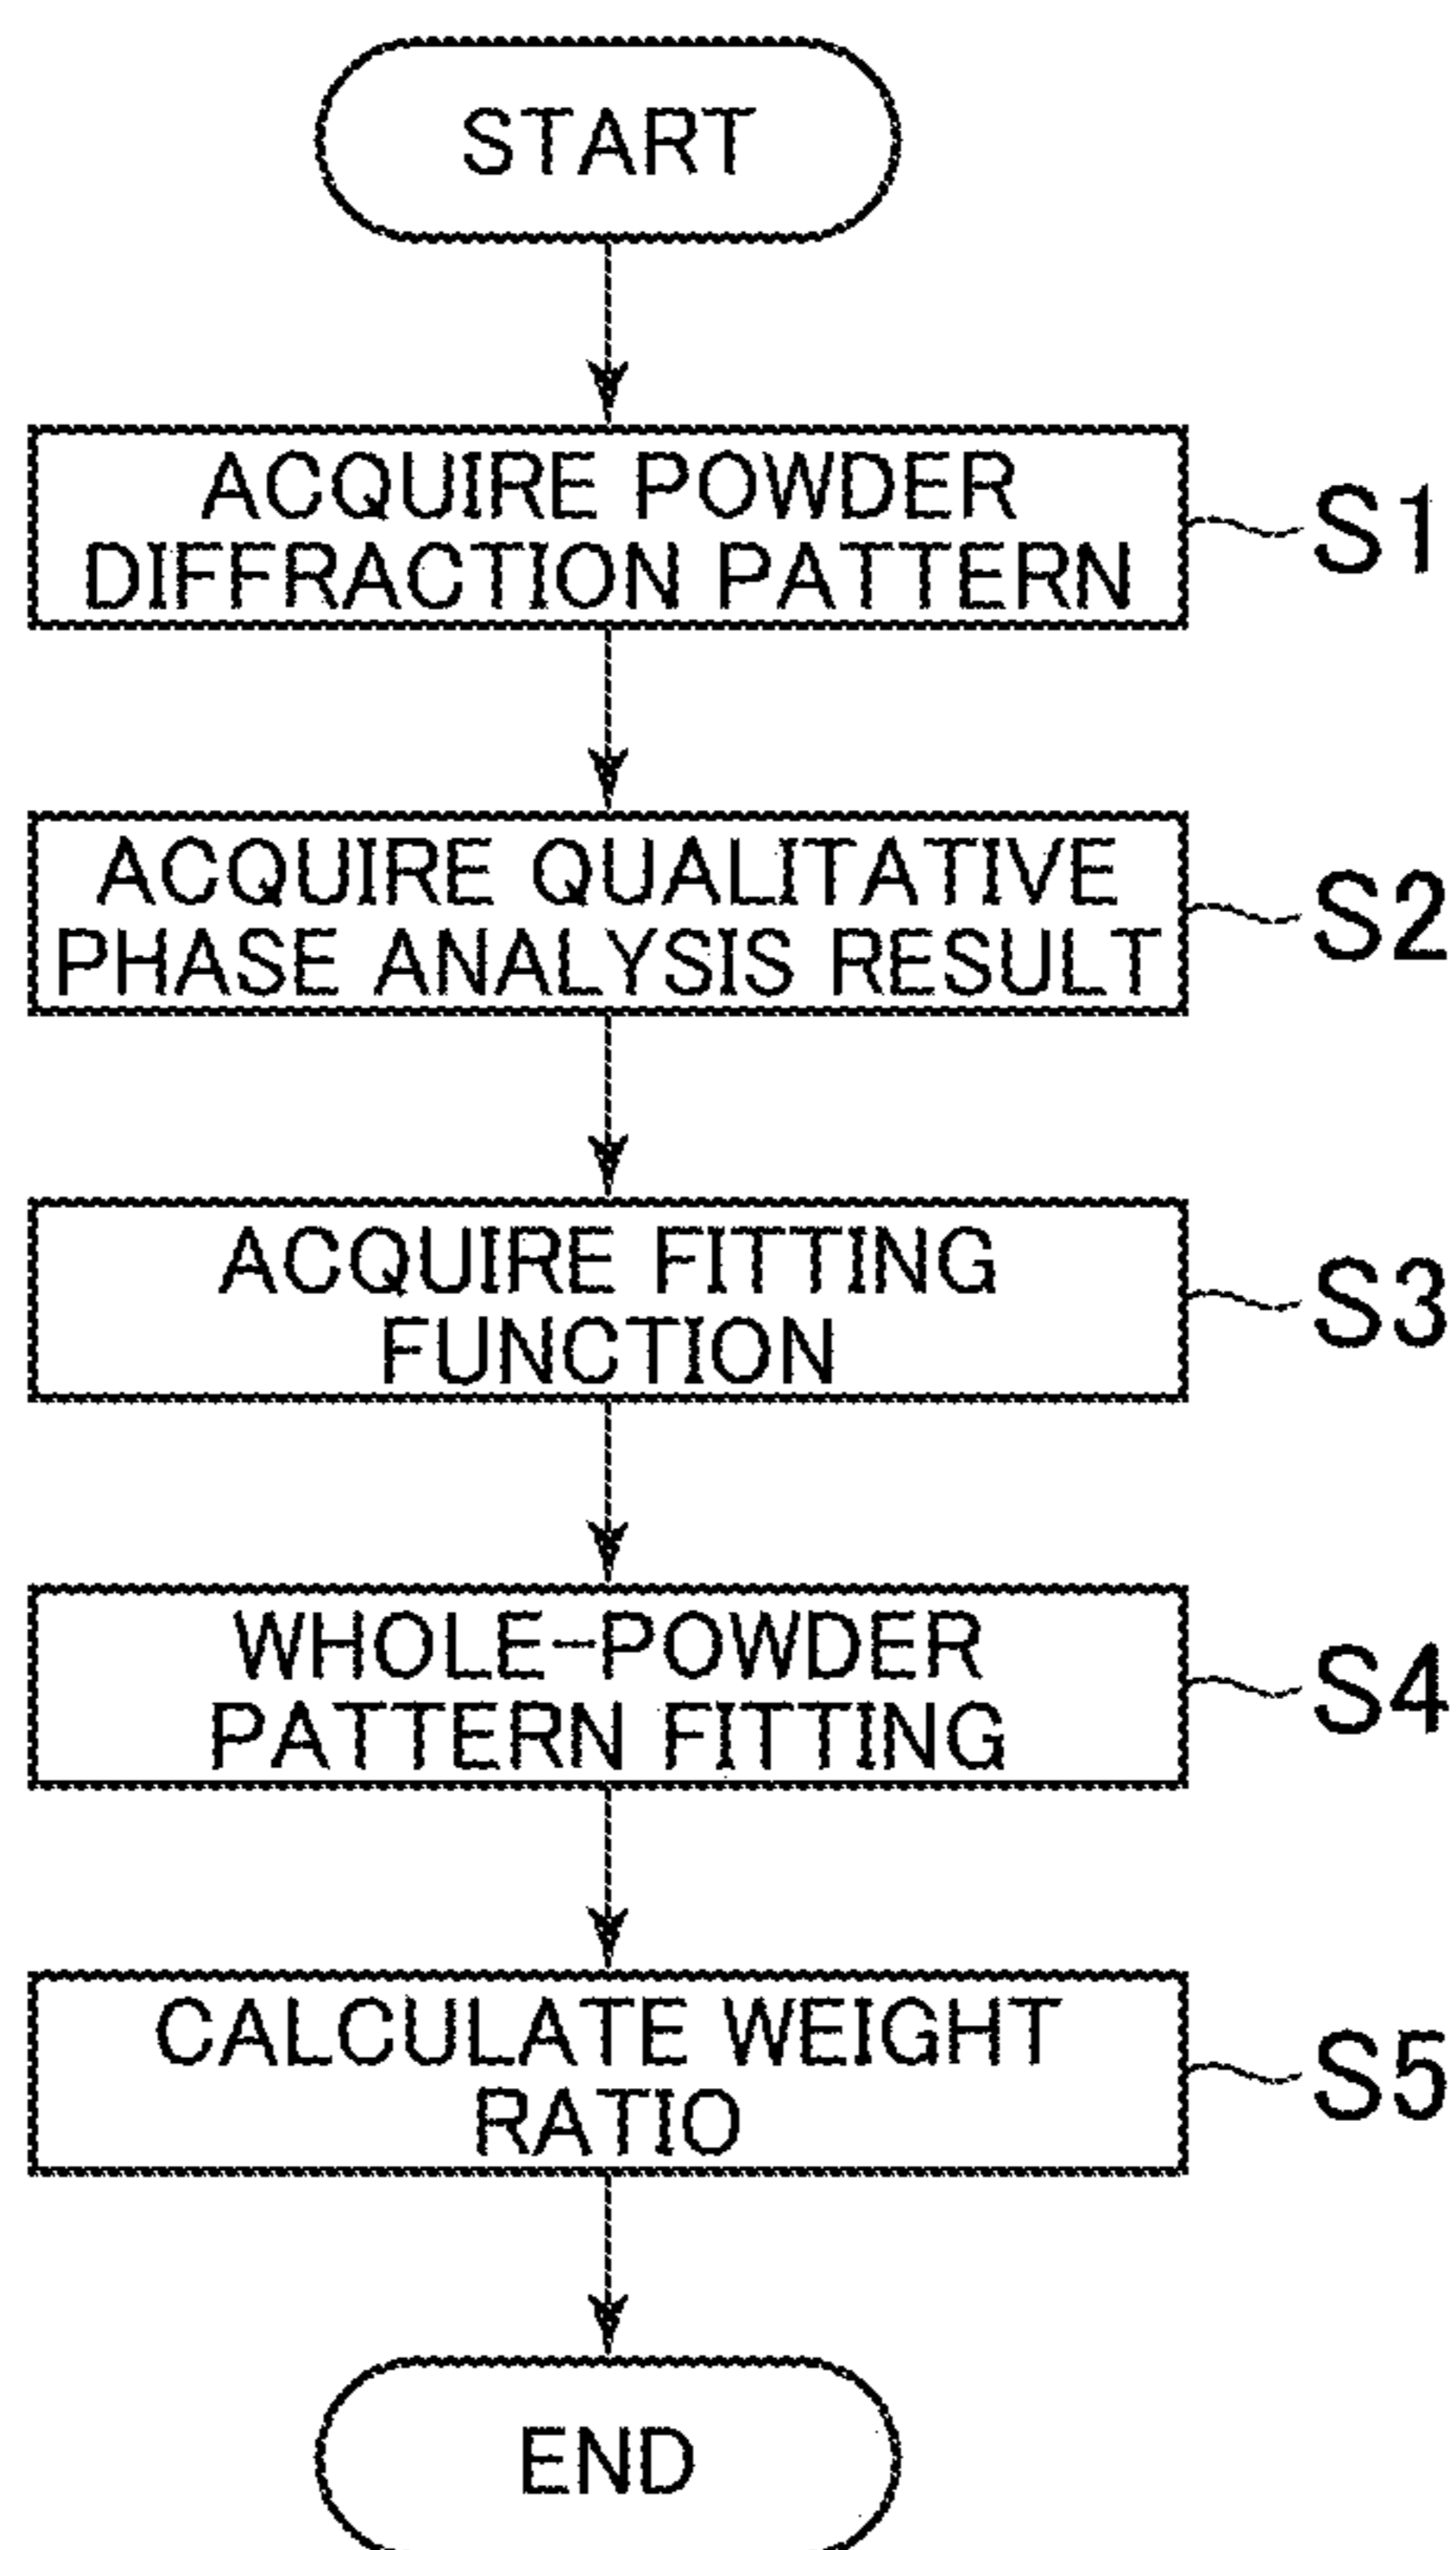 START
ACQUIRE POWDER
DIFFRACTION PATTERN
S1
ACQUIRE QUALITATIVE
PHASE ANALYSIS RESULT
S2
ACQUIRE FITTING
FUNCTION
S3
WHOLE-POWDER
PATTERN FITTING
S4
CALCULATE WEIGHT
RATIO
S5
END